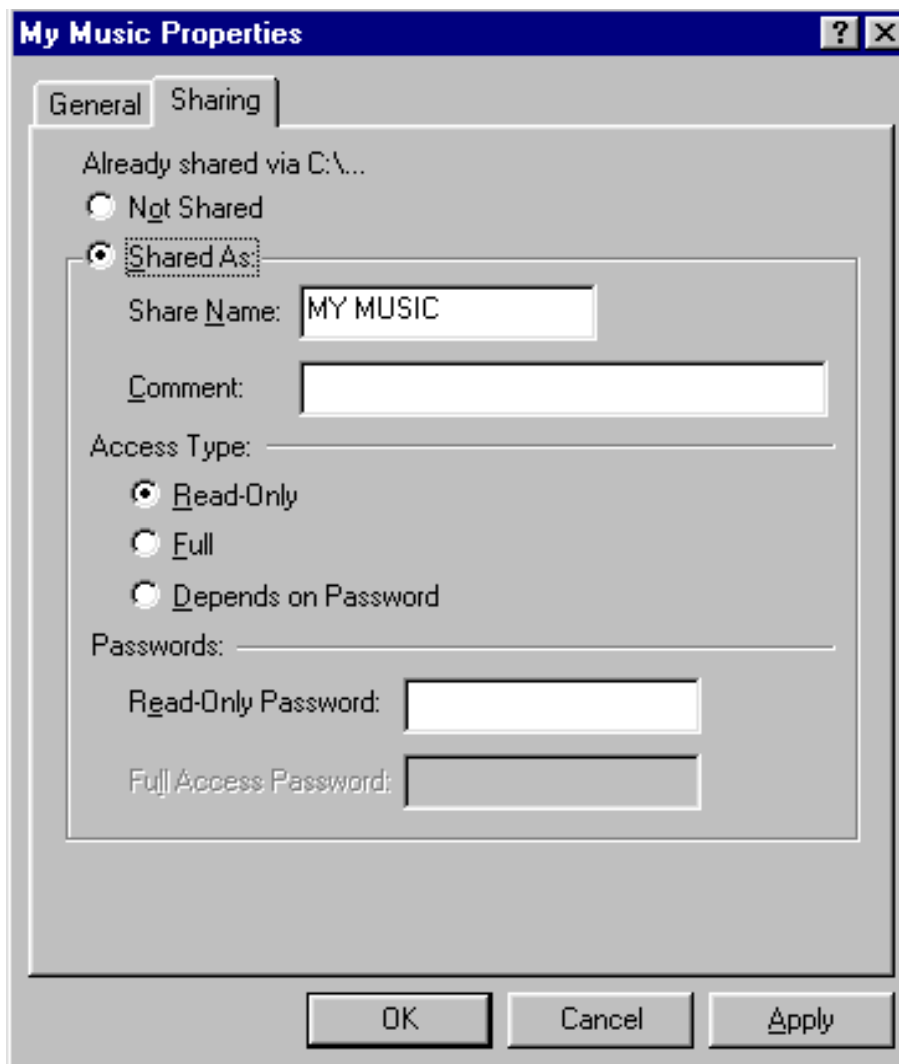 My Music Properties
General Sharing
Already shared via C:\...
Not Shared
Shared As:
Share Name: MY MUSIC
Comment:
Access Type:
Read-Only
Full
Depends on Password
Passwords:
Read-Only Password:
Full Access Password:
OK Cancel Apply